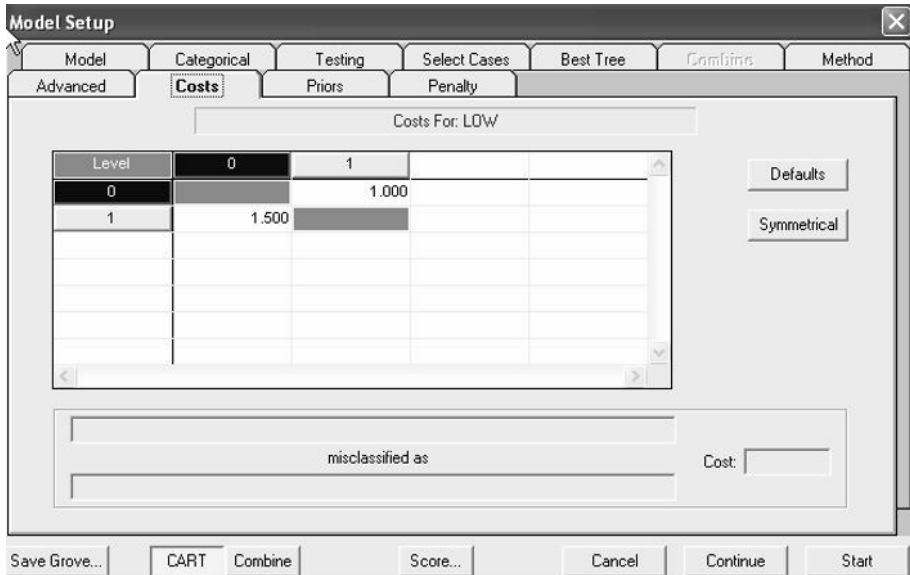 Model Setup
Model Categorical Testing Select Cases Best Tree Combine Method
Advanced Costs Priors Penalty
Costs For: LOW
Level 0 1
0 1.000
1 1.500
Defaults
Symmetrical
misclassified as
Cost:
Save Grove... CART Combine Score... Cancel Continue Start